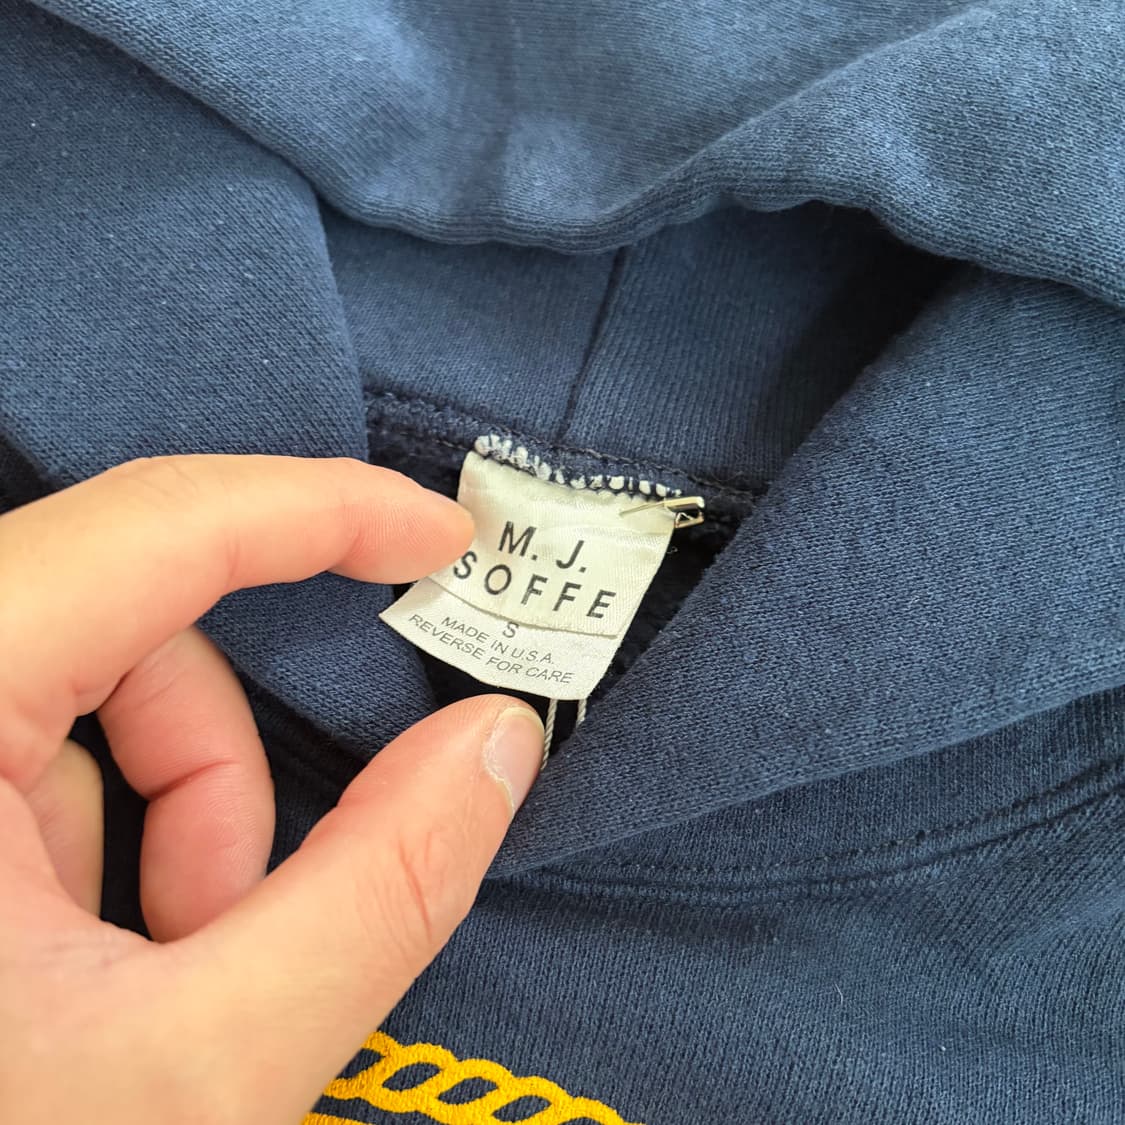 M. J.
SOFFE
S
MADE IN U.S.A.
REVERSE FOR CARE